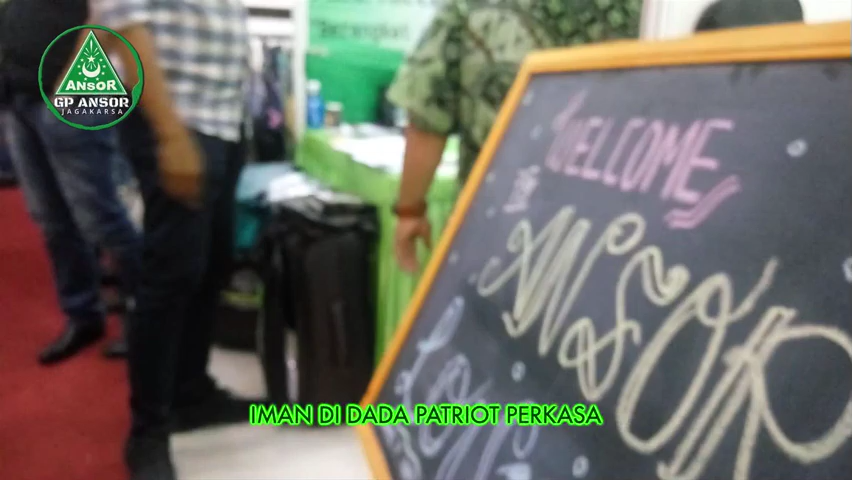 ANSOR
GP ANSOR
JAGAKARSA
WELCOME
ANSOR
IMAN DI DADA PATRIOT PERKASA